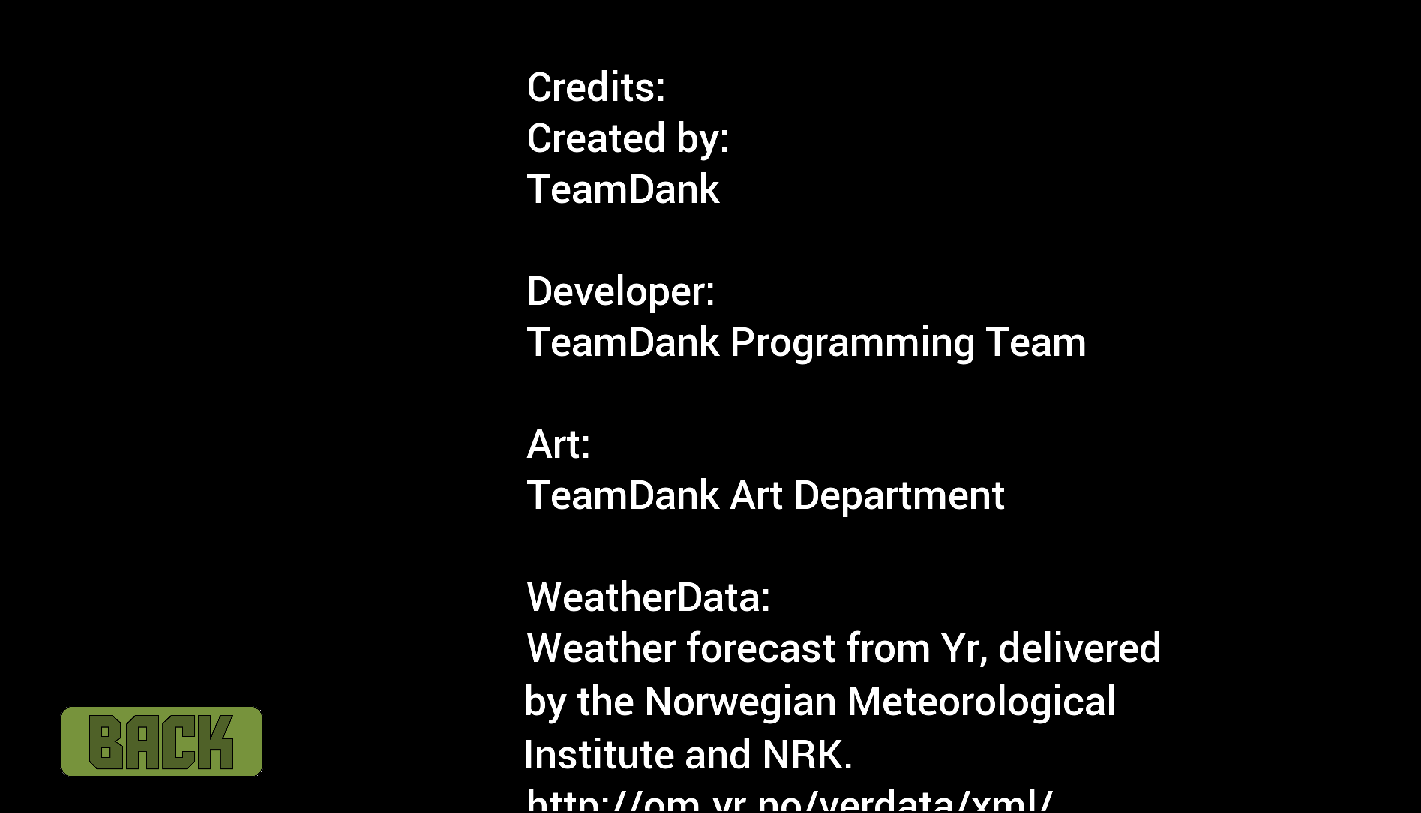 Credits:
Created by:
TeamDank
Developer:
TeamDank Programming Team
Art:
TeamDank Art Department
WeatherData:
Weather forecast from Yr, delivered
by the Norwegian Meteorological
Institute and NRK.
http://om.yr.no/verdata/xml/
BACK